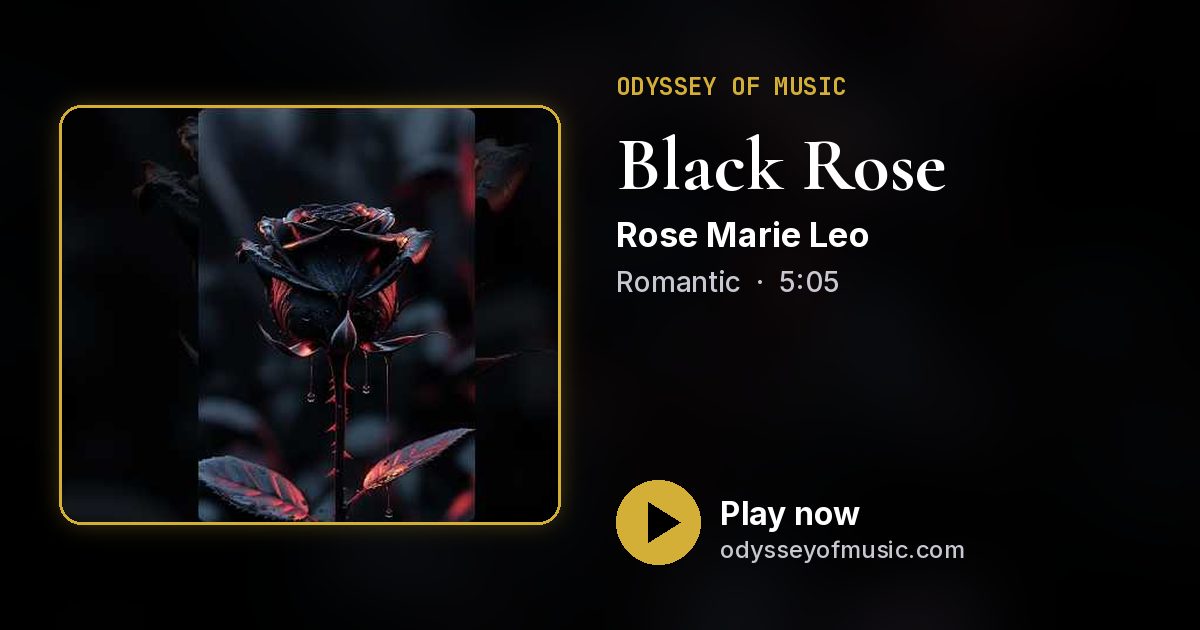 ODYSSEY OF MUSIC
Black Rose
Rose Marie Leo
Romantic · 5:05
Play now
odysseyofmusic.com